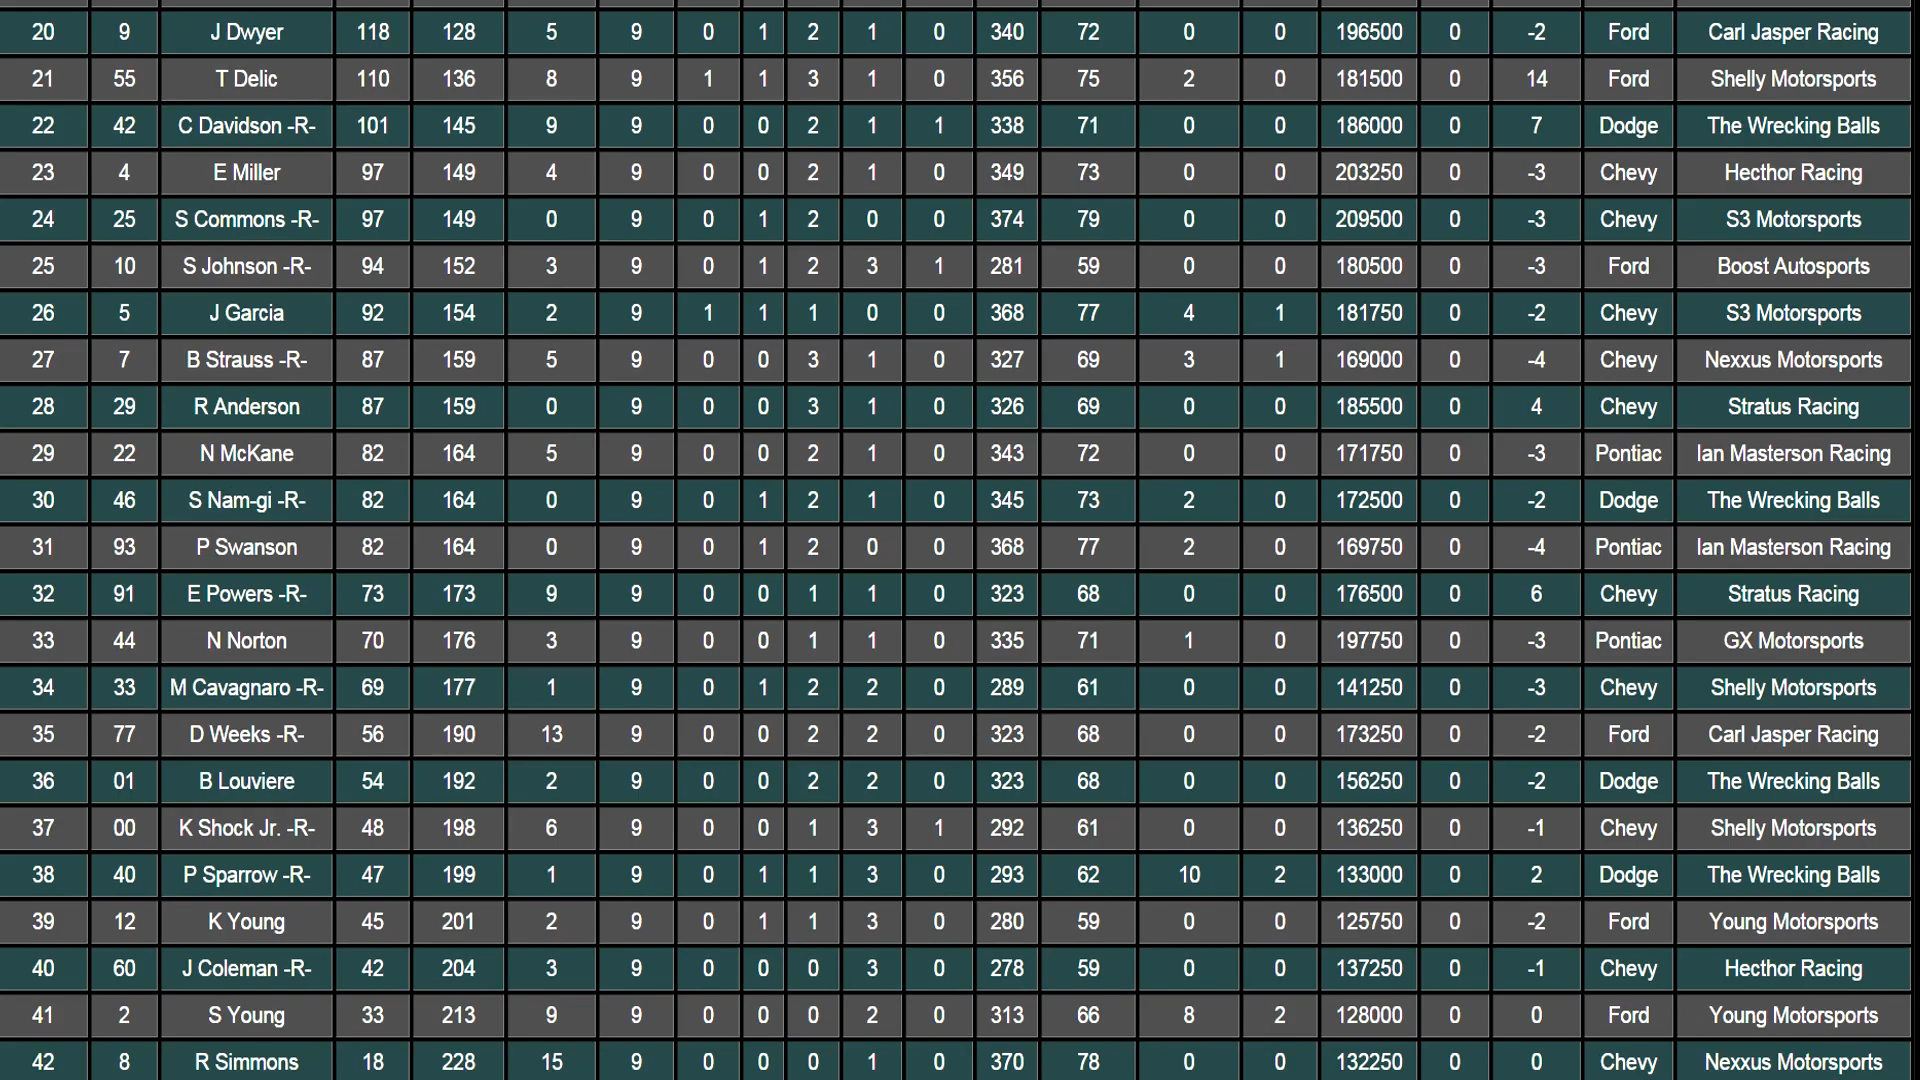 20 9 J Dwyer 118 128 5 9 0 1 2 1 0 340 72 0 0 196500 0 -2 Ford Carl Jasper Racing
21 55 T Delic 110 136 8 9 1 1 3 1 0 356 75 2 0 181500 0 14 Ford Shelly Motorsports
22 42 C Davidson -R- 101 145 9 9 0 0 2 1 1 338 71 0 0 186000 0 7 Dodge The Wrecking Balls
23 4 E Miller 97 149 4 9 0 0 2 1 0 349 73 0 0 203250 0 -3 Chevy Hecthor Racing
24 25 S Commons -R- 97 149 0 9 0 1 2 0 0 374 79 0 0 209500 0 -3 Chevy S3 Motorsports
25 10 S Johnson -R- 94 152 3 9 0 1 2 3 1 281 59 0 0 180500 0 -3 Ford Boost Autosports
26 5 J Garcia 92 154 2 9 1 1 1 0 0 368 77 4 1 181750 0 -2 Chevy S3 Motorsports
27 7 B Strauss -R- 87 159 5 9 0 0 3 1 0 327 69 3 1 169000 0 -4 Chevy Nexxus Motorsports
28 29 R Anderson 87 159 0 9 0 0 3 1 0 326 69 0 0 185500 0 4 Chevy Stratus Racing
29 22 N McKane 82 164 5 9 0 0 2 1 0 343 72 0 0 171750 0 -3 Pontiac Ian Masterson Racing
30 46 S Nam-gi -R- 82 164 0 9 0 1 2 1 0 345 73 2 0 172500 0 -2 Dodge The Wrecking Balls
31 93 P Swanson 82 164 0 9 0 1 2 0 0 368 77 2 0 169750 0 -4 Pontiac Ian Masterson Racing
32 91 E Powers -R- 73 173 9 9 0 0 1 1 0 323 68 0 0 176500 0 6 Chevy Stratus Racing
33 44 N Norton 70 176 3 9 0 0 1 1 0 335 71 1 0 197750 0 -3 Pontiac GX Motorsports
34 33 M Cavagnaro -R- 69 177 1 9 0 1 2 2 0 289 61 0 0 141250 0 -3 Chevy Shelly Motorsports
35 77 D Weeks -R- 56 190 13 9 0 0 2 2 0 323 68 0 0 173250 0 -2 Ford Carl Jasper Racing
36 01 B Louviere 54 192 2 9 0 0 2 2 0 323 68 0 0 156250 0 -2 Dodge The Wrecking Balls
37 00 K Shock Jr. -R- 48 198 6 9 0 0 1 3 1 292 61 0 0 136250 0 -1 Chevy Shelly Motorsports
38 40 P Sparrow -R- 47 199 1 9 0 1 1 3 0 293 62 10 2 133000 0 2 Dodge The Wrecking Balls
39 12 K Young 45 201 2 9 0 1 1 3 0 280 59 0 0 125750 0 -2 Ford Young Motorsports
40 60 J Coleman -R- 42 204 3 9 0 0 0 3 0 278 59 0 0 137250 0 -1 Chevy Hecthor Racing
41 2 S Young 33 213 9 9 0 0 0 2 0 313 66 8 2 128000 0 0 Ford Young Motorsports
42 8 R Simmons 18 228 15 9 0 0 0 1 0 370 78 0 0 132250 0 0 Chevy Nexxus Motorsports